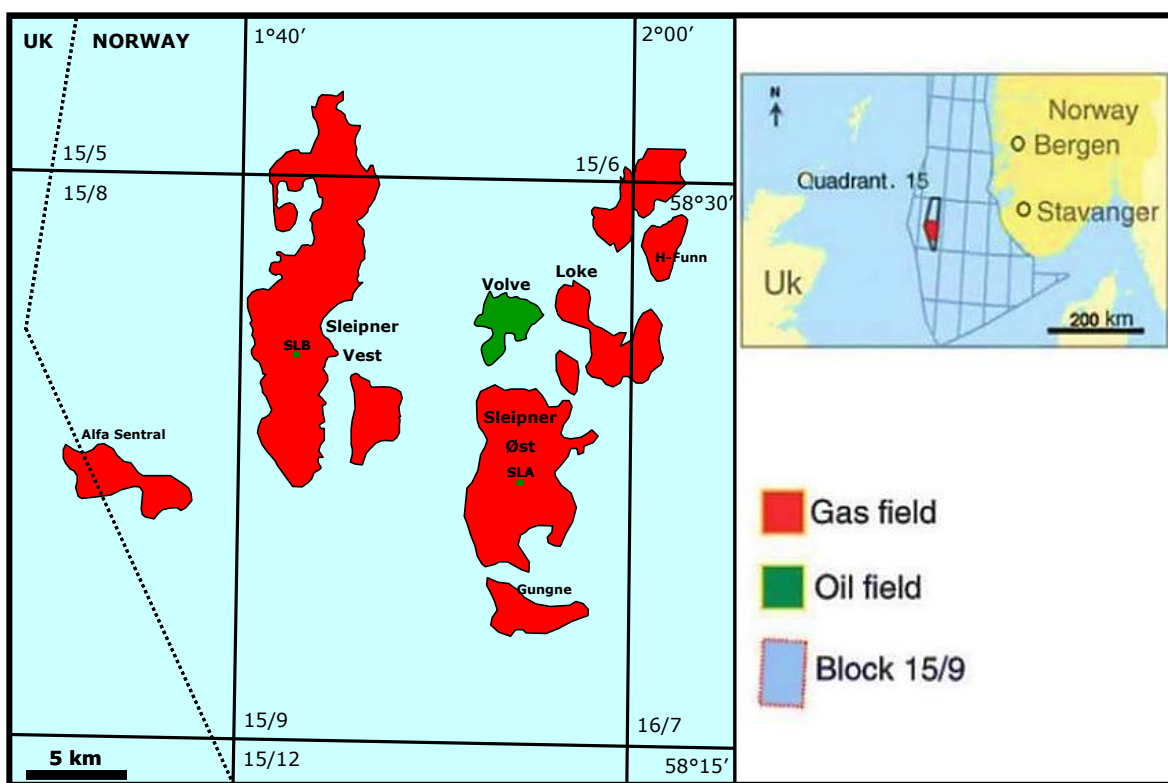 UK NORWAY
1°40′
2°00′
15/5
15/8
15/6
58°30′
H-Funn
Volve
Loke
Sleipner
Vest
SLB
Alfa Sentral
Sleipner
Øst
SLA
Gungne
15/9
15/12
16/7
58°15′
5 km
N
Norway
Bergen
Quadrant. 15
Stavanger
Uk
200 km
Gas field
Oil field
Block 15/9